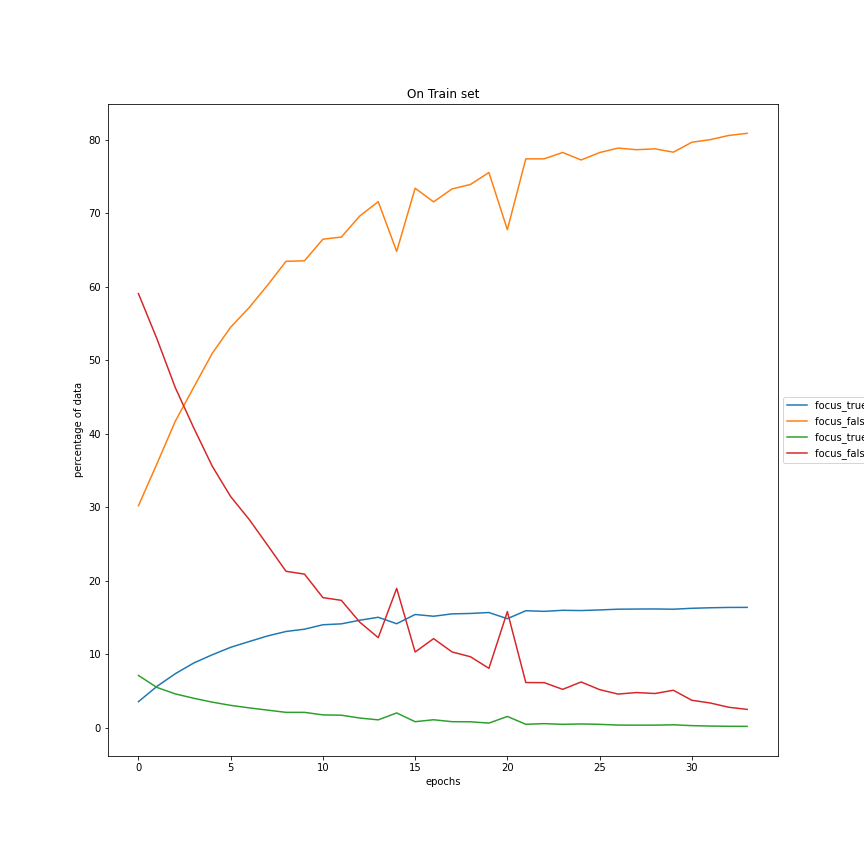 On Train set
percentage of data
80
70
60
50
40
30
20
10
0
0 5 10 15 20 25 30
epochs
focus_true
focus_fals
focus_true
focus_fals